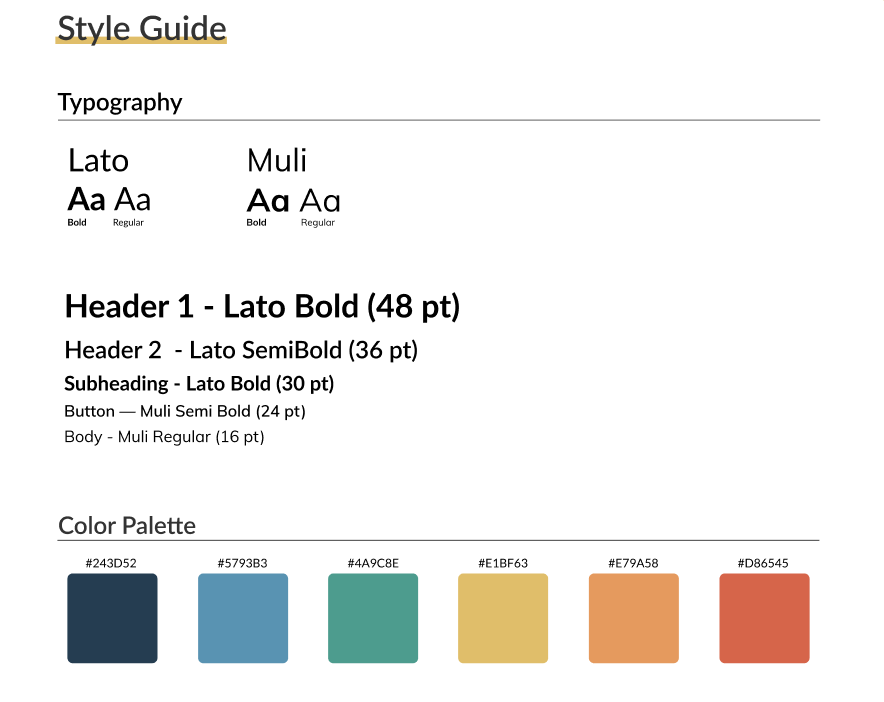 Style Guide
Typography
Lato Muli
Aa Aa Aa Aa
Bold Regular Bold Regular
Header 1 - Lato Bold (48 pt)
Header 2  - Lato SemiBold (36 pt)
Subheading - Lato Bold (30 pt)
Button — Muli Semi Bold (24 pt)
Body - Muli Regular (16 pt)
Color Palette
#243D52 #5793B3 #4A9C8E #E1BF63 #E79A58 #D86545